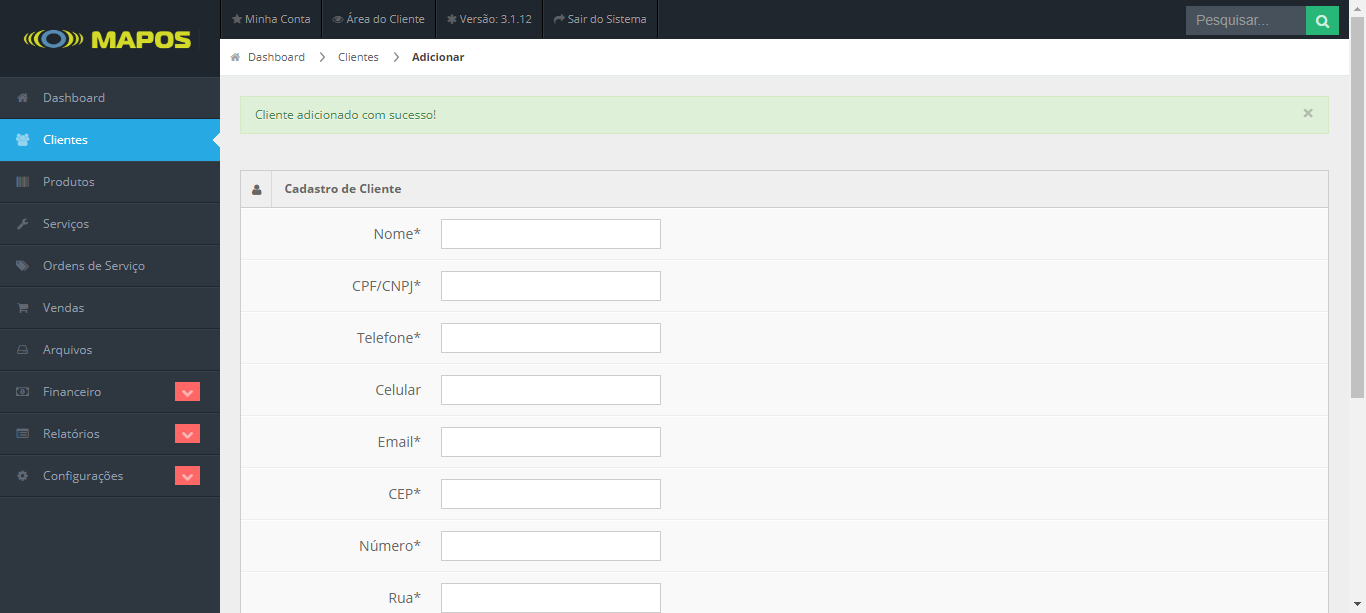 MAPOS
Minha Conta
Área do Cliente
Versão: 3.1.12
Sair do Sistema
Pesquisar...
Dashboard
Clientes
Adicionar
Dashboard
Clientes
Produtos
Serviços
Ordens de Serviço
Vendas
Arquivos
Financeiro
Relatórios
Configurações
Cliente adicionado com sucesso!
×
Cadastro de Cliente
Nome*
CPF/CNPJ*
Telefone*
Celular
Email*
CEP*
Número*
Rua*